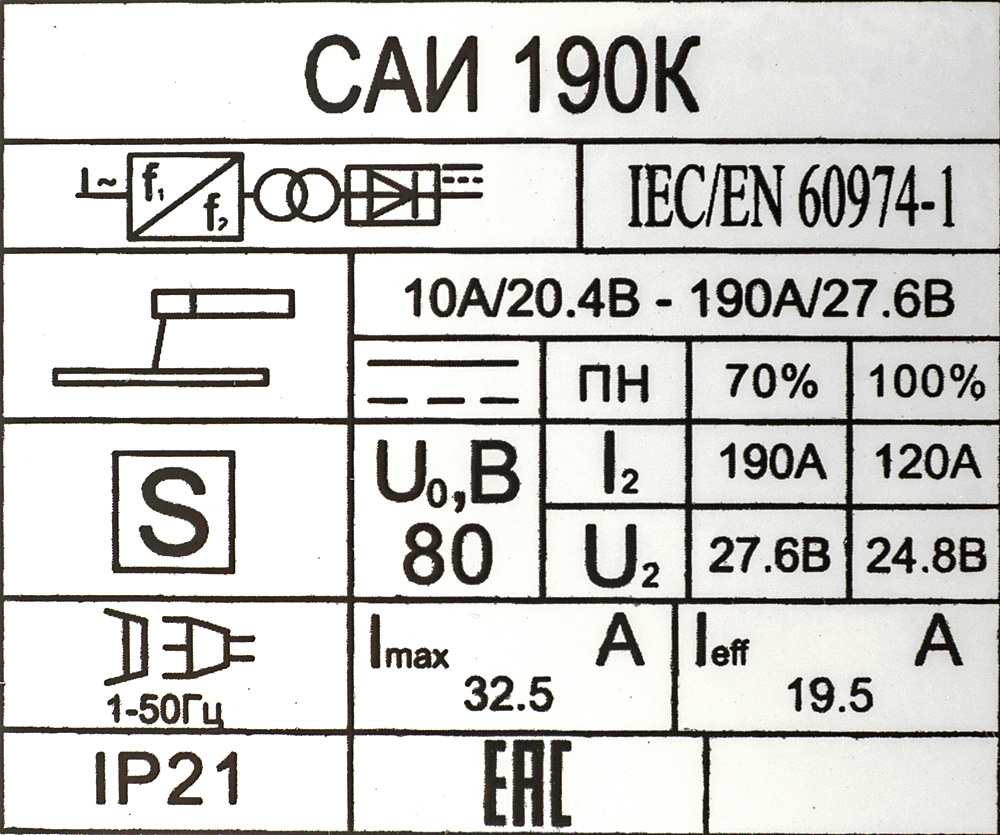 САИ 190К
~ f₁ f₂
IEC/EN 60974-1
10А/20.4В - 190А/27.6В
ПН 70% 100%
S
U₀,В
80
I₂ 190А 120А
U₂ 27.6В 24.8В
1-50Гц
Imax А
32.5
Ieff А
19.5
IP21
EAC